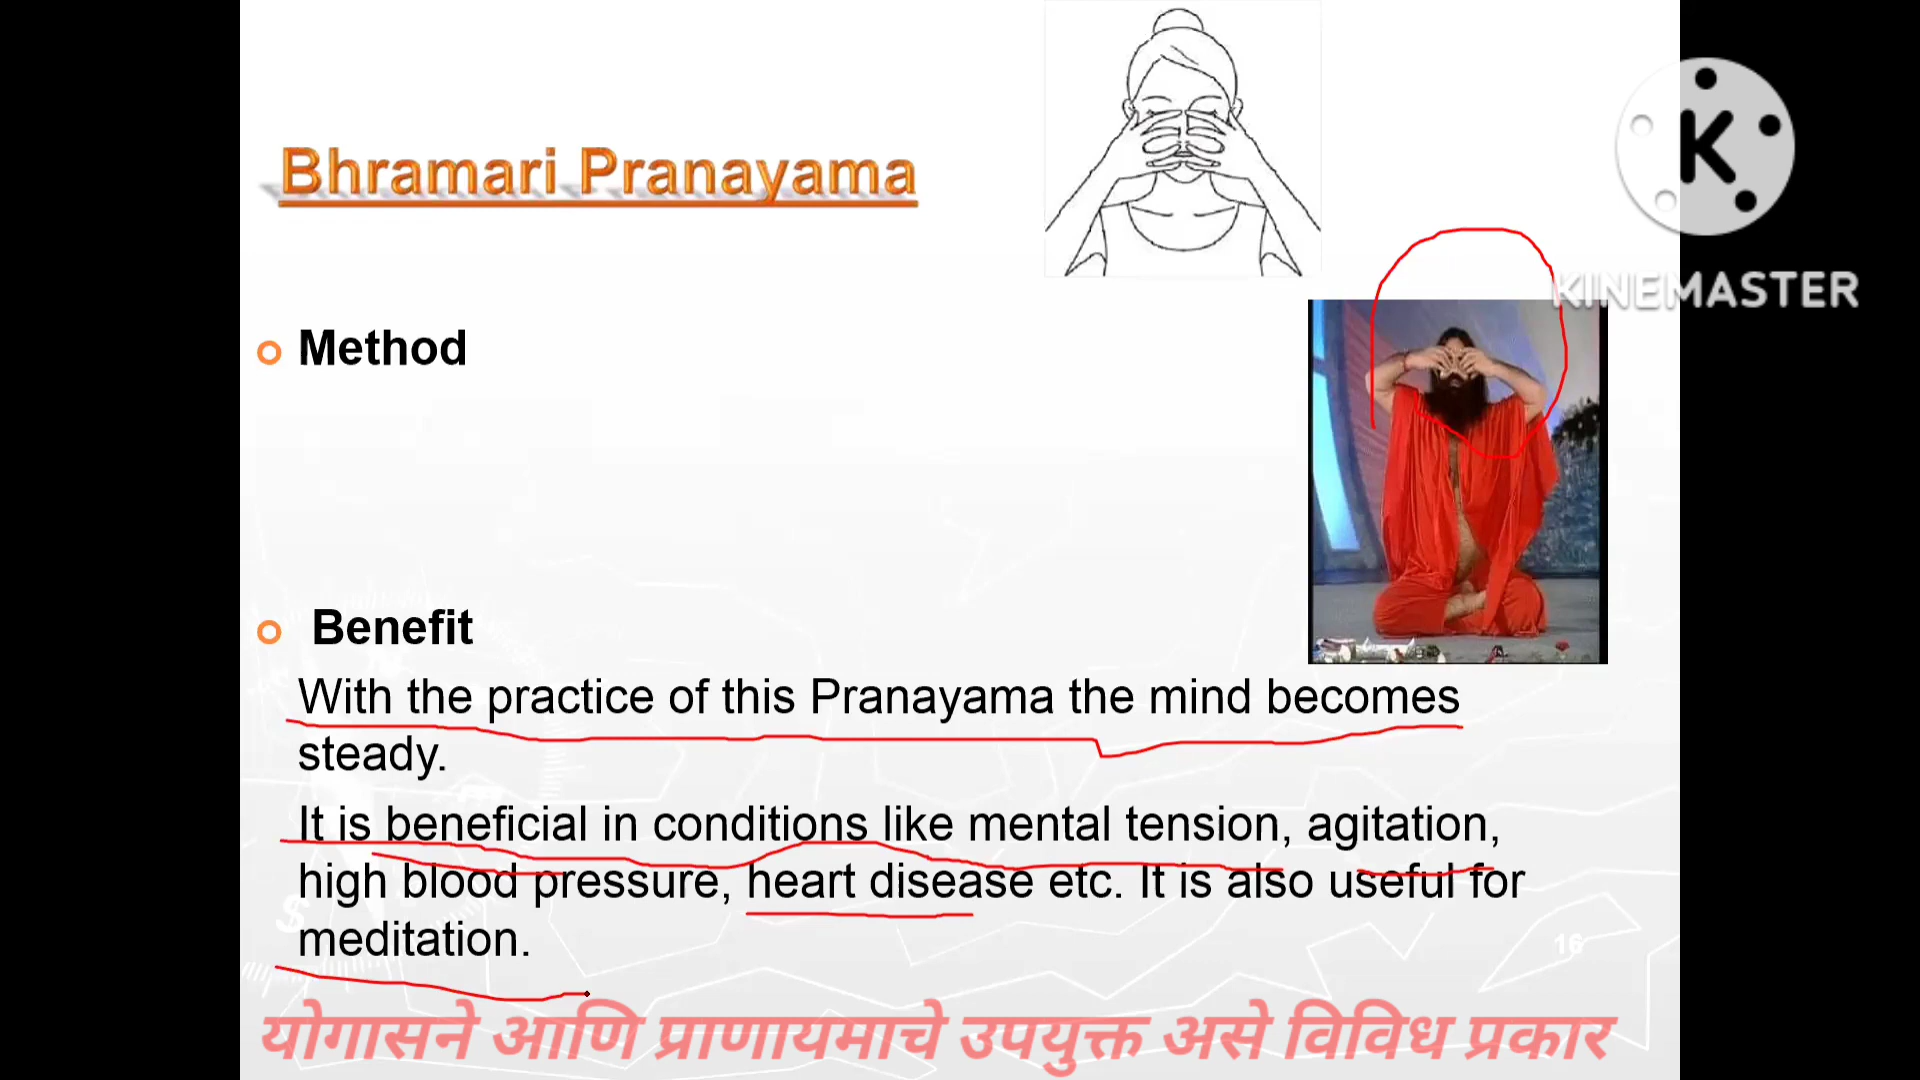 Bhramari Pranayama
K
KINEMASTER
Method
Benefit
With the practice of this Pranayama the mind becomes
steady.
It is beneficial in conditions like mental tension, agitation,
high blood pressure, heart disease etc. It is also useful for
meditation.
16
योगासने आणि प्राणायमाचे उपयुक्त असे विविध प्रकार